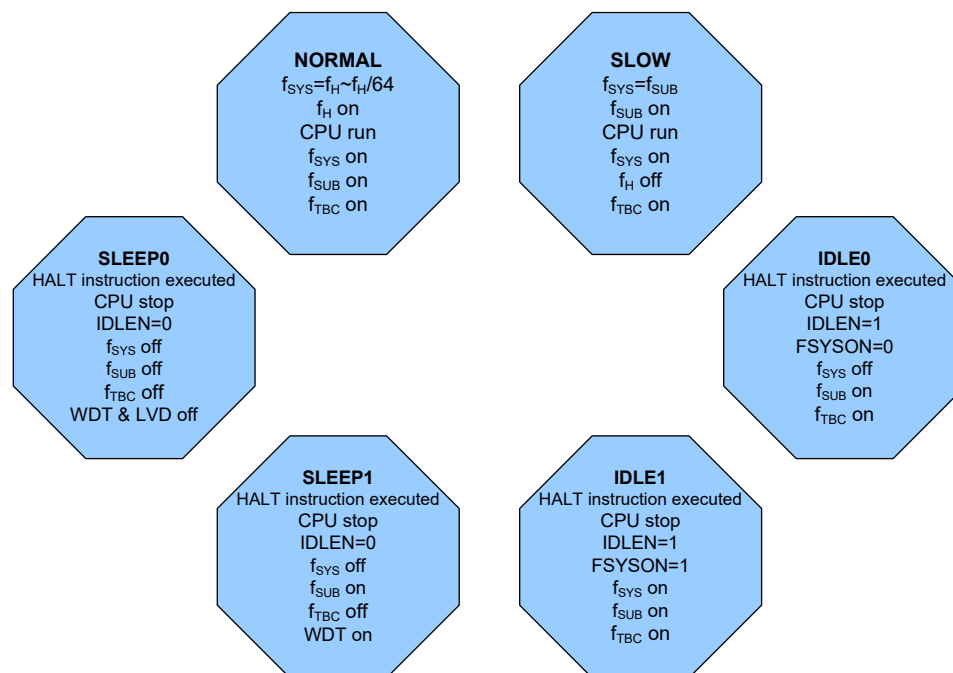 NORMAL
fSYS=fH~fH/64
fH on
CPU run
fSYS on
fSUB on
fTBC on
SLOW
fSYS=fSUB
fSUB on
CPU run
fSYS on
fH off
fTBC on
SLEEP0
HALT instruction executed
CPU stop
IDLEN=0
fSYS off
fSUB off
fTBC off
WDT & LVD off
IDLE0
HALT instruction executed
CPU stop
IDLEN=1
FSYSON=0
fSYS off
fSUB on
fTBC on
SLEEP1
HALT instruction executed
CPU stop
IDLEN=0
fSYS off
fSUB on
fTBC off
WDT on
IDLE1
HALT instruction executed
CPU stop
IDLEN=1
FSYSON=1
fSYS on
fSUB on
fTBC on